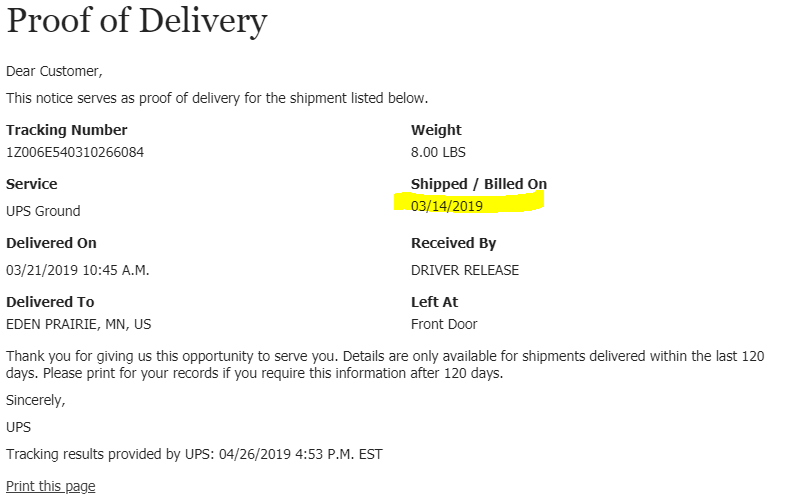 Proof of Delivery
Dear Customer,
This notice serves as proof of delivery for the shipment listed below.
Tracking Number
1Z006E540310266084
Weight
8.00 LBS
Service
UPS Ground
Shipped / Billed On
03/14/2019
Delivered On
03/21/2019 10:45 A.M.
Received By
DRIVER RELEASE
Delivered To
EDEN PRAIRIE, MN, US
Left At
Front Door
Thank you for giving us this opportunity to serve you. Details are only available for shipments delivered within the last 120
days. Please print for your records if you require this information after 120 days.
Sincerely,
UPS
Tracking results provided by UPS: 04/26/2019 4:53 P.M. EST
Print this page